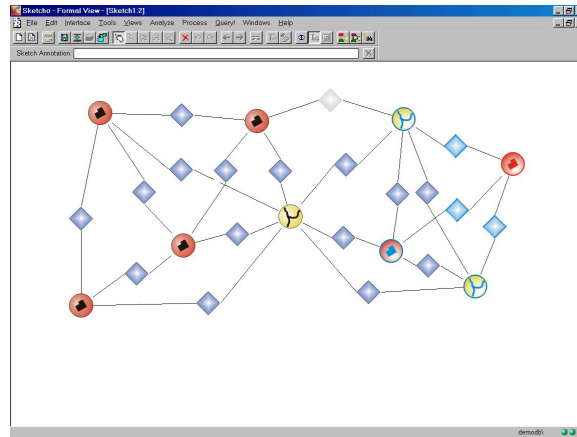 Sketcho - Formal View - [Sketch1:2]
File Edit Interface Tools Views Analyze Process Query! Windows Help
Sketch Annotation:
demodb\